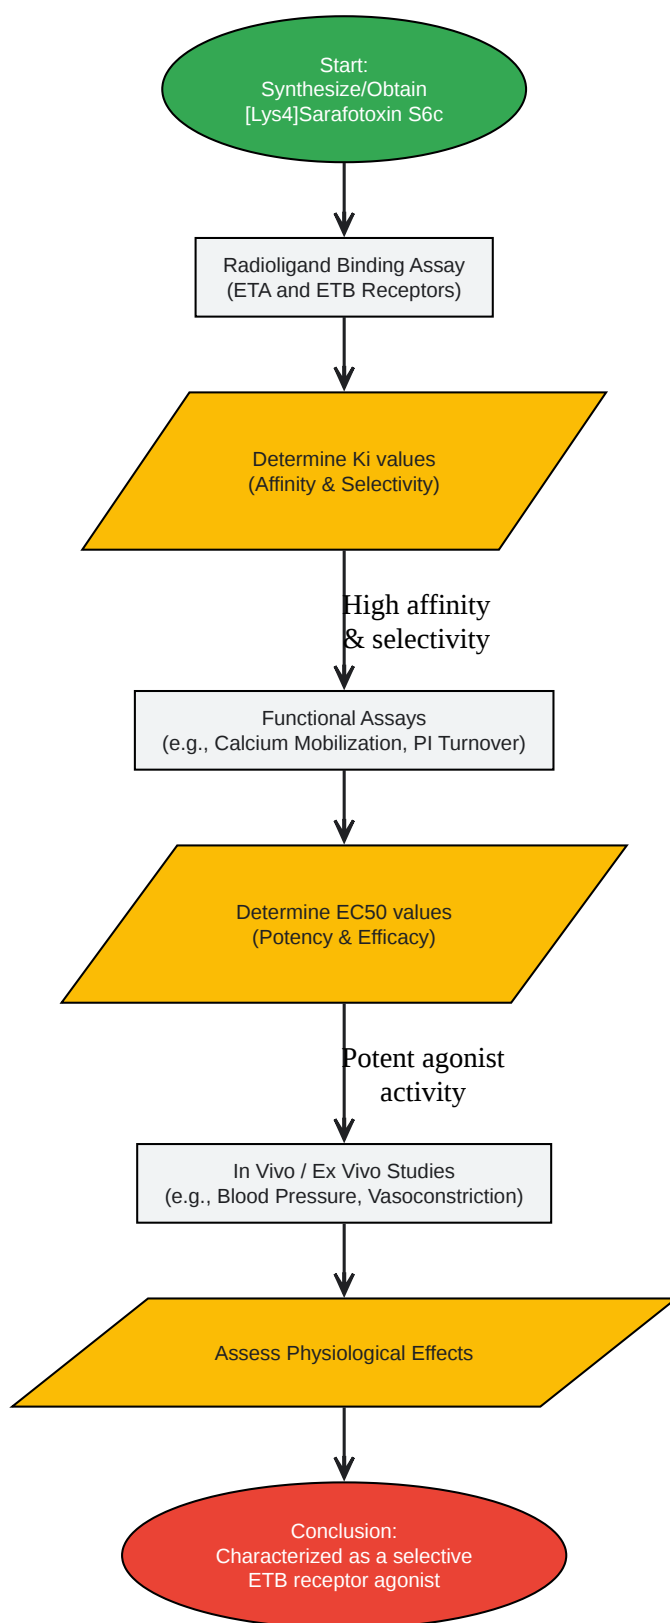 Start:
Synthesize/Obtain
[Lys4]Sarafotoxin S6c
Radioligand Binding Assay
(ETA and ETB Receptors)
Determine Ki values
(Affinity & Selectivity)
High affinity
& selectivity
Functional Assays
(e.g., Calcium Mobilization, PI Turnover)
Determine EC50 values
(Potency & Efficacy)
Potent agonist
activity
In Vivo / Ex Vivo Studies
(e.g., Blood Pressure, Vasoconstriction)
Assess Physiological Effects
Conclusion:
Characterized as a selective
ETB receptor agonist